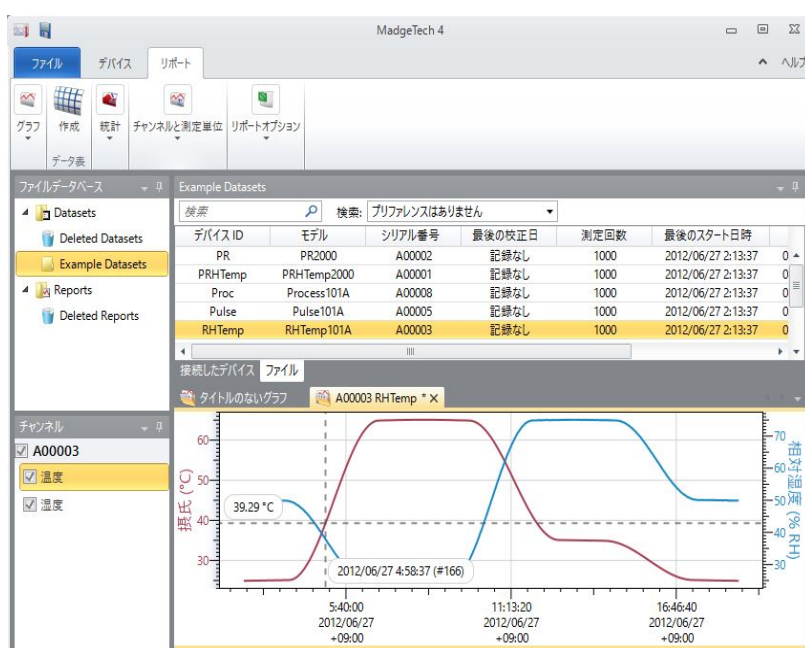 MadgeTech 4
ファイル デバイス リポート ヘルプ
グラフ 作成 統計 チャンネルと測定単位 リポートオプション
データ表
ファイルデータベース
Datasets
Deleted Datasets
Example Datasets
Reports
Deleted Reports
Example Datasets
検索 検索: プリファレンスはありません
デバイス ID モデル シリアル番号 最後の校正日 測定回数 最後のスタート日時
PR PR2000 A00002 記録なし 1000 2012/06/27 2:13:37 0
PRHTemp PRHTemp2000 A00001 記録なし 1000 2012/06/27 2:13:37 0
Proc Process101A A00008 記録なし 1000 2012/06/27 2:13:37 0
Pulse Pulse101A A00005 記録なし 1000 2012/06/27 2:13:37 0
RHTemp RHTemp101A A00003 記録なし 1000 2012/06/27 2:13:37 0
接続したデバイス ファイル
タイトルのないグラフ A00003 RHTemp * X
チャンネル
A00003
温度
湿度
摂氏 (°C)
60
50
40
30
39.29 °C
2012/06/27 4:58:37 (#166)
70
60
50
40
30
相対湿度 (% RH)
5:40:00 11:13:20 16:46:40
2012/06/27 2012/06/27 2012/06/27
+09:00 +09:00 +09:00